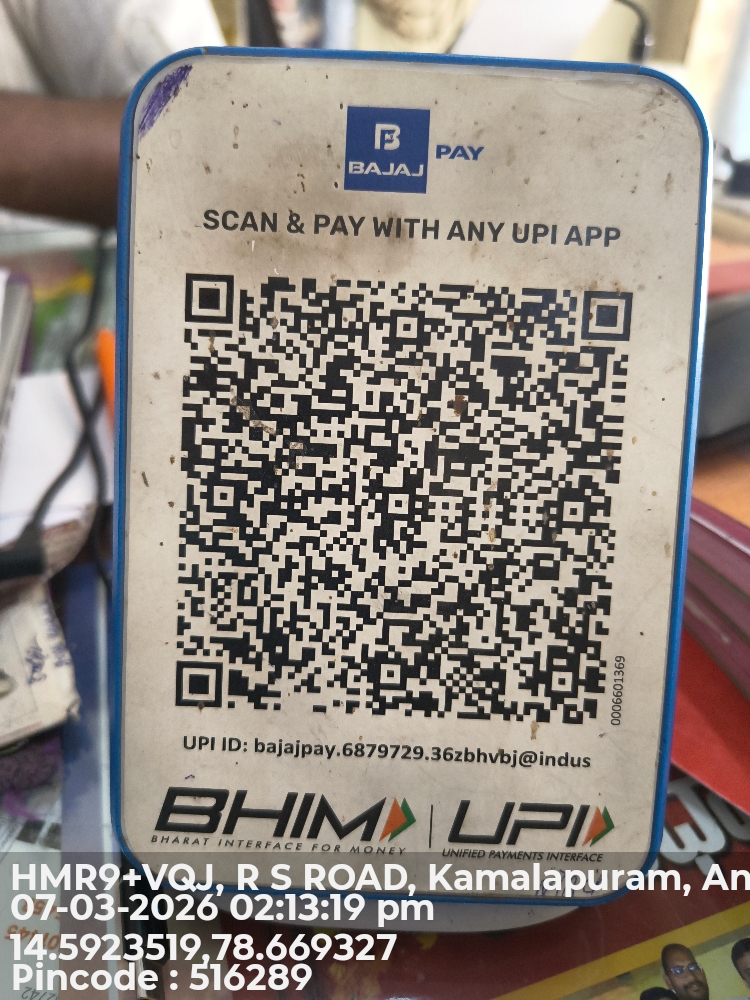 BAJAJ PAY
SCAN & PAY WITH ANY UPI APP
0006601369
UPI ID: bajajpay.6879729.36zbhvbj@indus
BHIM | UPI
BHARAT INTERFACE FOR MONEY UNIFIED PAYMENTS INTERFACE
HMR9+VQJ, R S ROAD, Kamalapuram, An
07-03-2026 02:13:19 pm
14.5923519,78.669327
Pincode : 516289